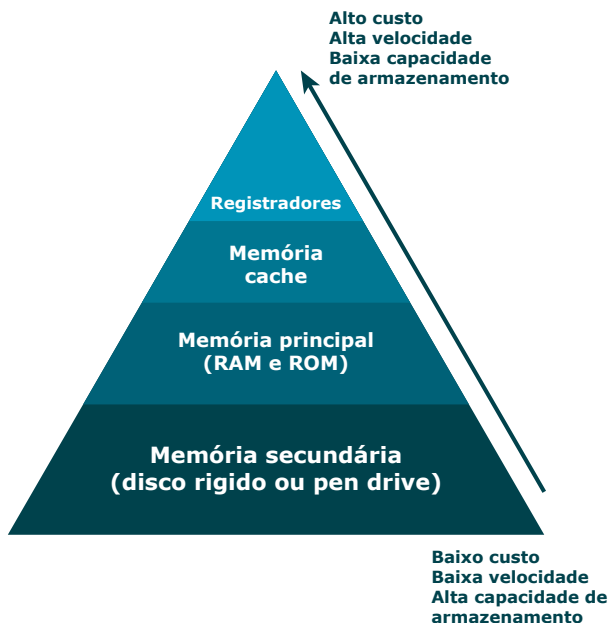 Alto custo
Alta velocidade
Baixa capacidade
de armazenamento
Registradores
Memória
cache
Memória principal
(RAM e ROM)
Memória secundária
(disco rigido ou pen drive)
Baixo custo
Baixa velocidade
Alta capacidade de
armazenamento